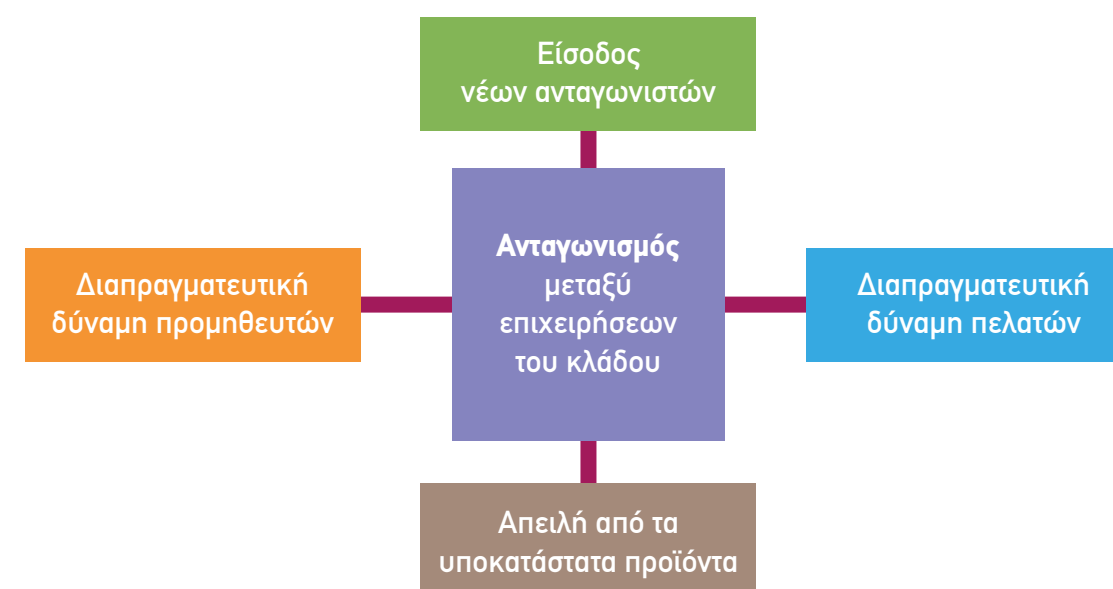 Είσοδος
νέων ανταγωνιστών
Ανταγωνισμός
μεταξύ
επιχειρήσεων
του κλάδου
Διαπραγματευτική
δύναμη προμηθευτών
Διαπραγματευτική
δύναμη πελατών
Απειλή από τα
υποκατάστατα προϊόντα